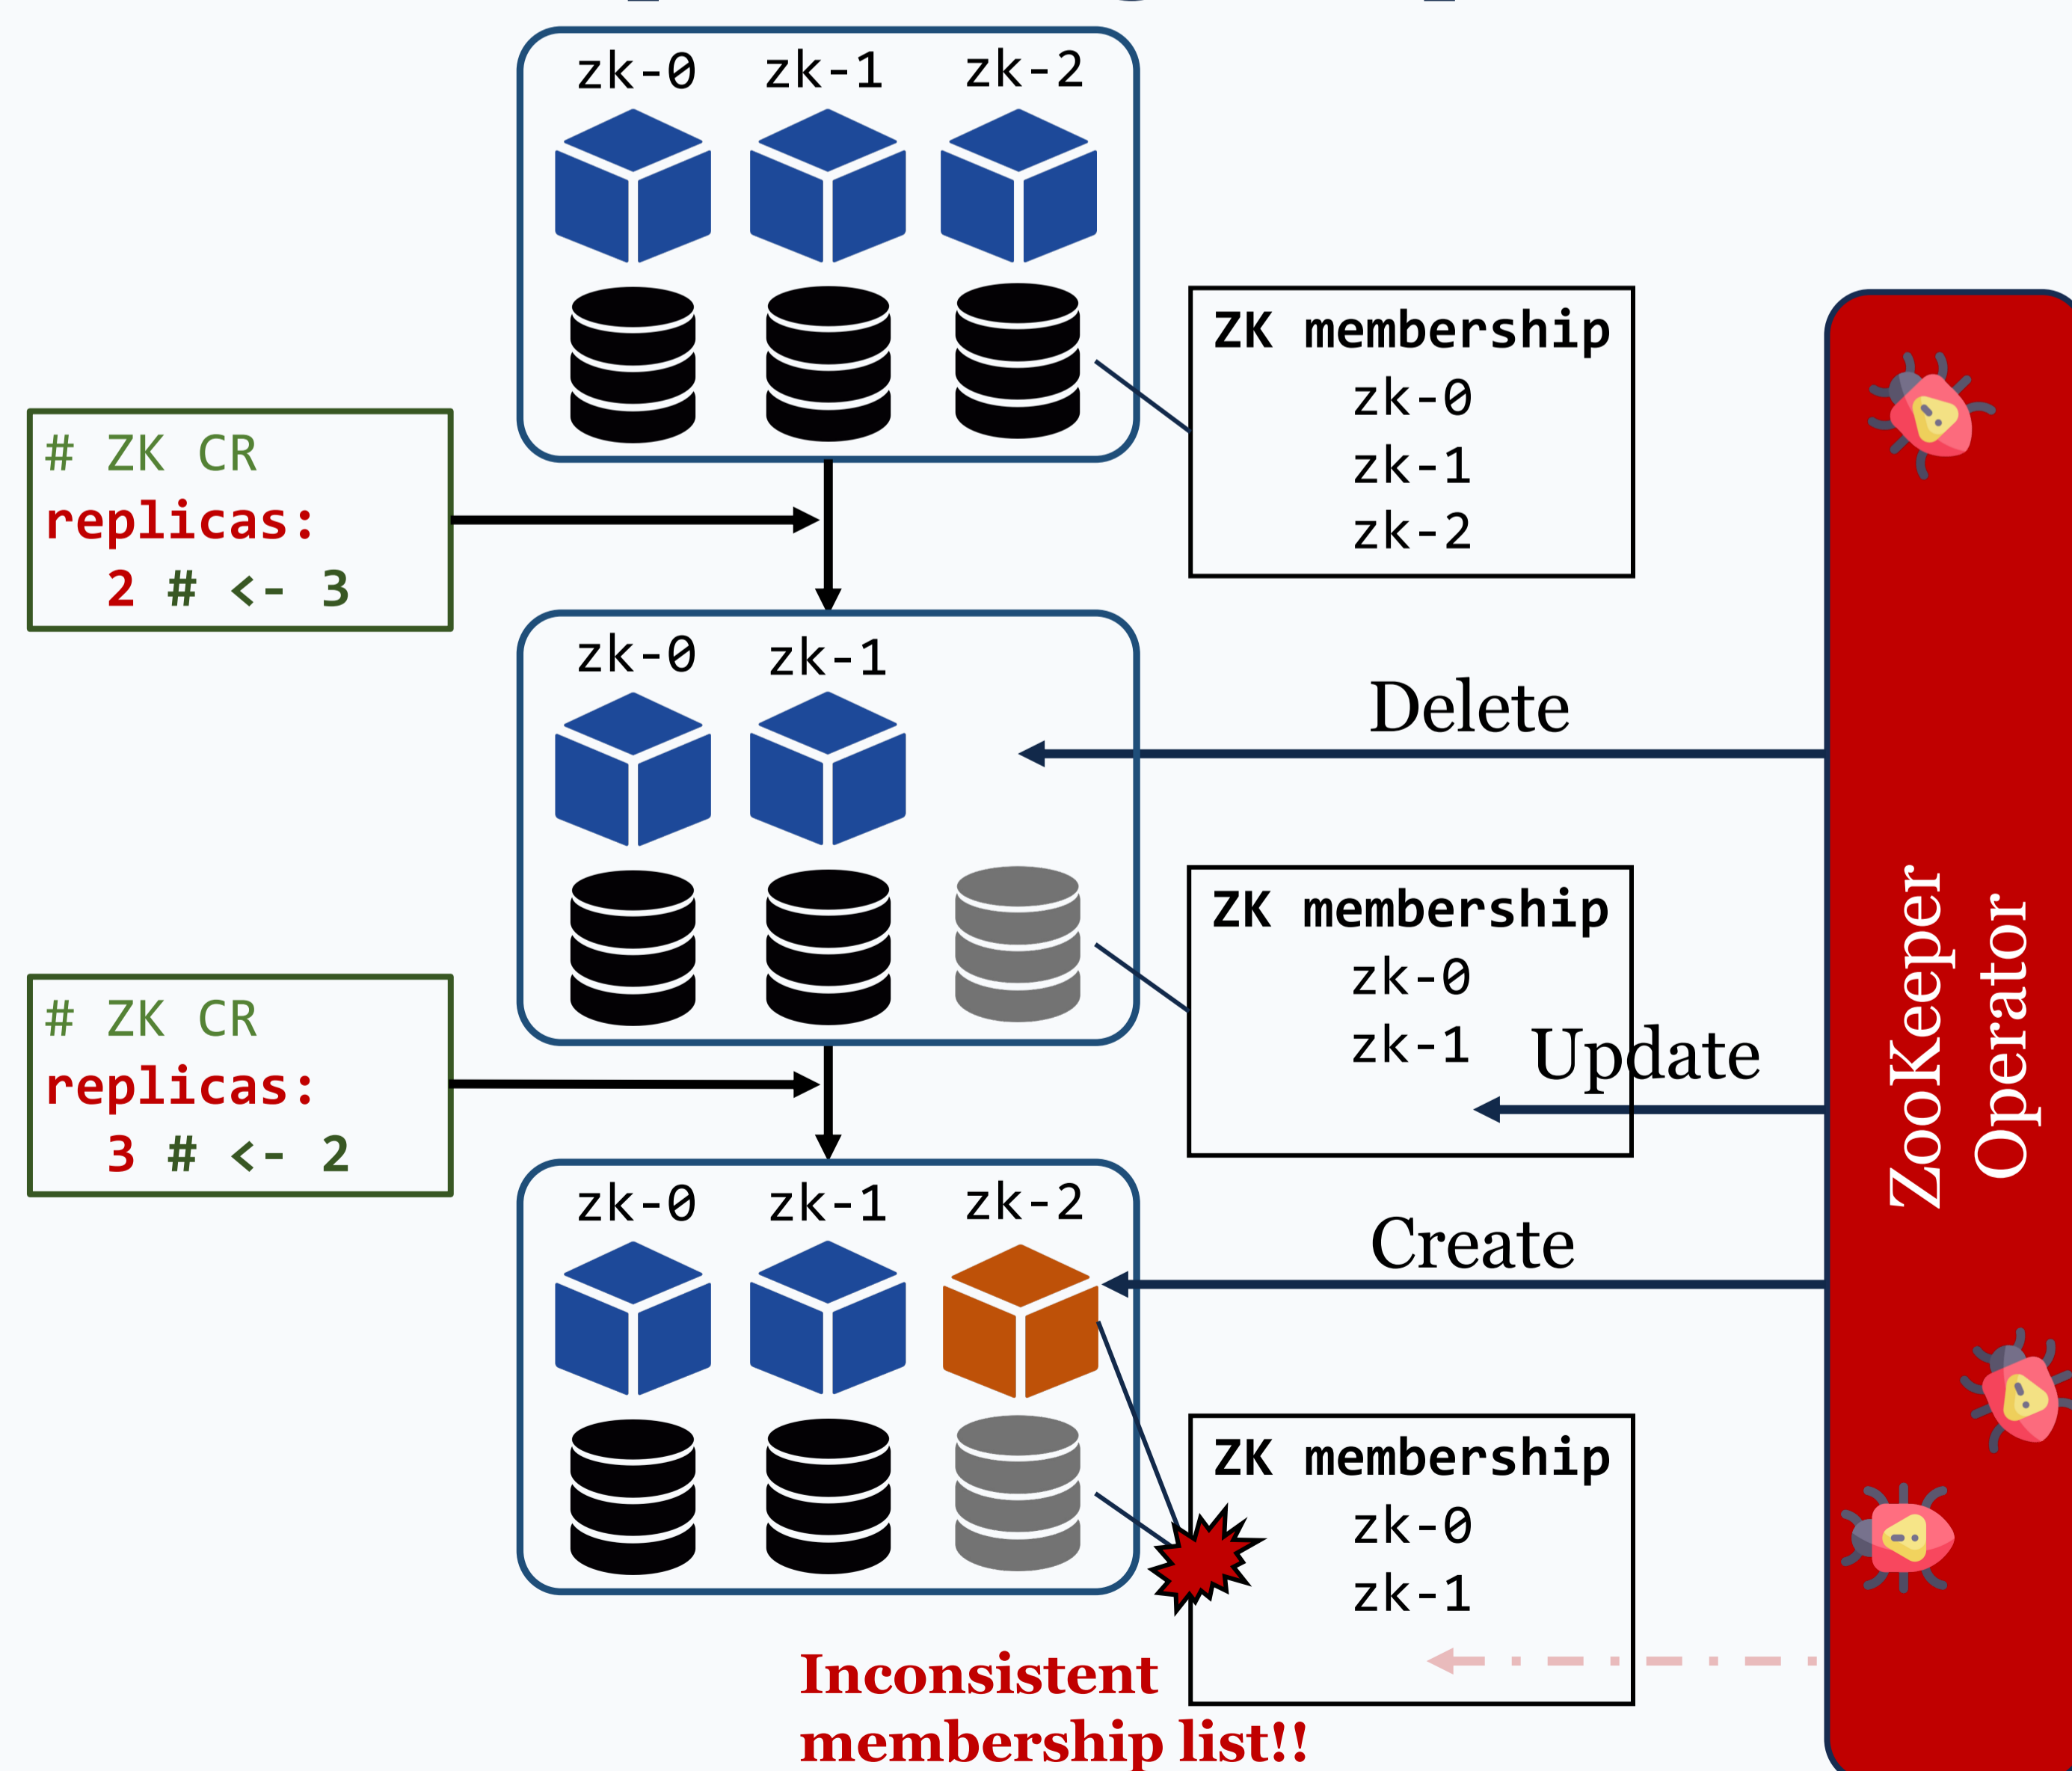 zk-0 zk-1 zk-2
ZK membership
zk-0
zk-1
zk-2
# ZK CR
replicas:
2 # <- 3
zk-0 zk-1
Delete
ZK membership
zk-0
zk-1
Update
# ZK CR
replicas:
3 # <- 2
zk-0 zk-1 zk-2
Create
ZK membership
zk-0
zk-1
Inconsistent
membership list!!
ZooKeeper
Operator